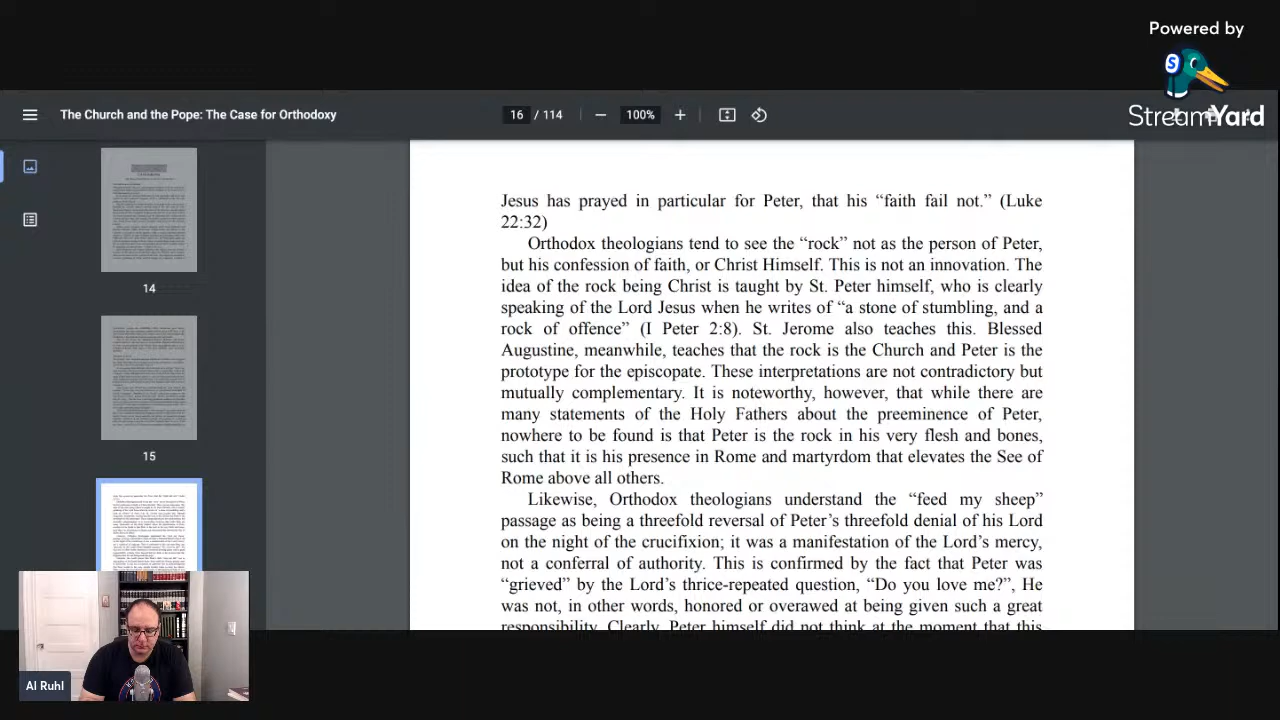 Powered by
StreamYard
The Church and the Pope: The Case for Orthodoxy
16 / 114
100%
14
15
Jesus has prayed in particular for Peter, that his “faith fail not.” (Luke
22:32)
Orthodox theologians tend to see the “rock” not as the person of Peter,
but his confession of faith, or Christ Himself. This is not an innovation. The
idea of the rock being Christ is taught by St. Peter himself, who is clearly
speaking of the Lord Jesus when he writes of “a stone of stumbling, and a
rock of offence” (I Peter 2:8). St. Jerome also teaches this. Blessed
Augustine, meanwhile, teaches that the rock is the Church and Peter is the
prototype for the episcopate. These interpretations are not contradictory but
mutually complementary. It is noteworthy, however, that while there are
many statements of the Holy Fathers about the preeminence of Peter,
nowhere to be found is that Peter is the rock in his very flesh and bones,
such that it is his presence in Rome and martyrdom that elevates the See of
Rome above all others.
Likewise, Orthodox theologians understand the “feed my sheep”
passage as being a threefold reversal of Peter’s threefold denial of his Lord
on the night of the crucifixion; it was a manifestation of the Lord’s mercy,
not a conferral of authority. This is confirmed by the fact that Peter was
“grieved” by the Lord’s thrice-repeated question, “Do you love me?”, He
was not, in other words, honored or overawed at being given such a great
responsibility. Clearly, Peter himself did not think at the moment that this
Al Ruhl